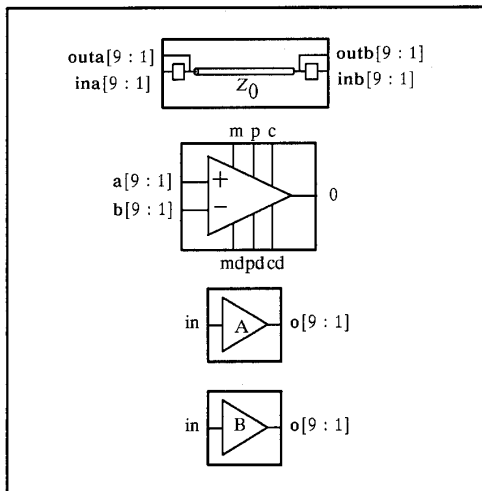 outa[9 : 1] outb[9 : 1]
ina[9 : 1] Z0 inb[9 : 1]
m p c
a[9 : 1] +
b[9 : 1] − 0
mdpdcd
in A o[9 : 1]
in B o[9 : 1]